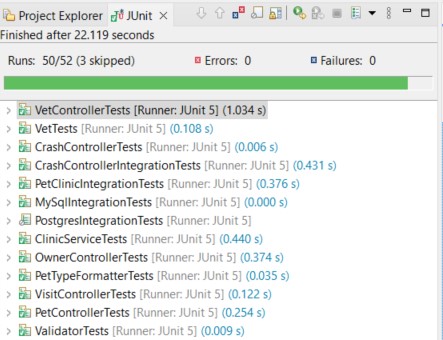 Project Explorer JUnit ×
Finished after 22.119 seconds
Runs: 50/52 (3 skipped) Errors: 0 Failures: 0
VetControllerTests [Runner: JUnit 5] (1.034 s)
VetTests [Runner: JUnit 5] (0.108 s)
CrashControllerTests [Runner: JUnit 5] (0.006 s)
CrashControllerIntegrationTests [Runner: JUnit 5] (0.431 s)
PetClinicIntegrationTests [Runner: JUnit 5] (0.376 s)
MySqlIntegrationTests [Runner: JUnit 5] (0.000 s)
PostgresIntegrationTests [Runner: JUnit 5]
ClinicServiceTests [Runner: JUnit 5] (0.440 s)
OwnerControllerTests [Runner: JUnit 5] (0.374 s)
PetTypeFormatterTests [Runner: JUnit 5] (0.035 s)
VisitControllerTests [Runner: JUnit 5] (0.122 s)
PetControllerTests [Runner: JUnit 5] (0.254 s)
ValidatorTests [Runner: JUnit 5] (0.009 s)